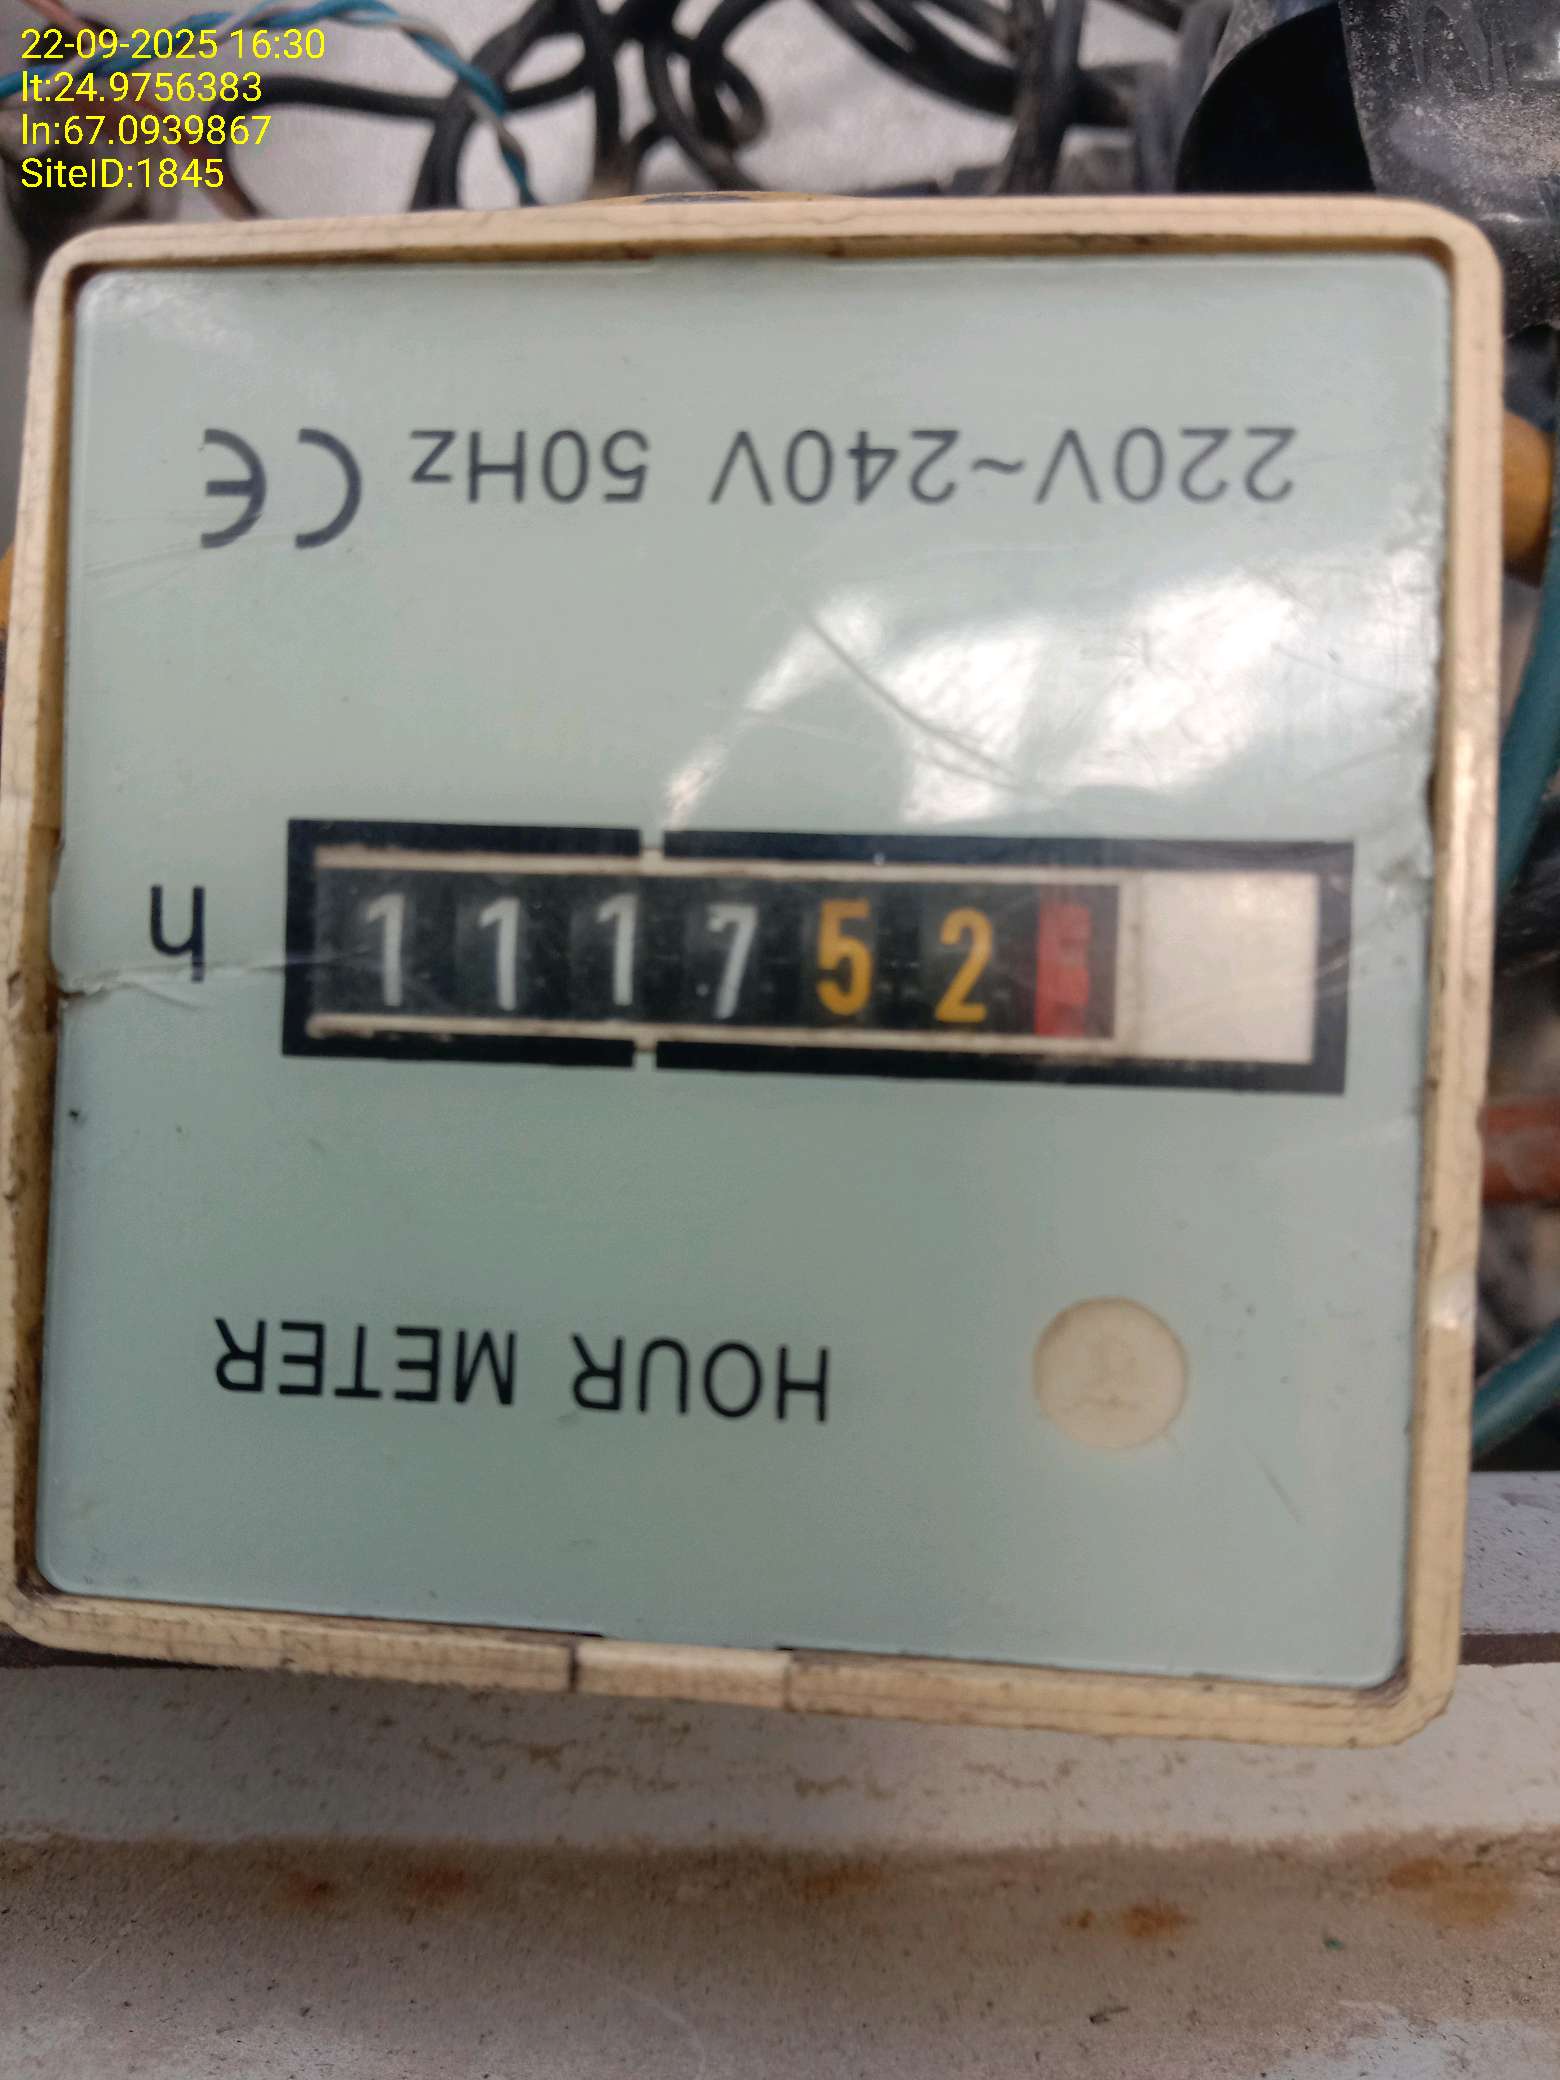 22-09-2025 16:30
lt:24.9756383
ln:67.0939867
SiteID:1845
220V~240V 50Hz CE
111752
h
HOUR METER